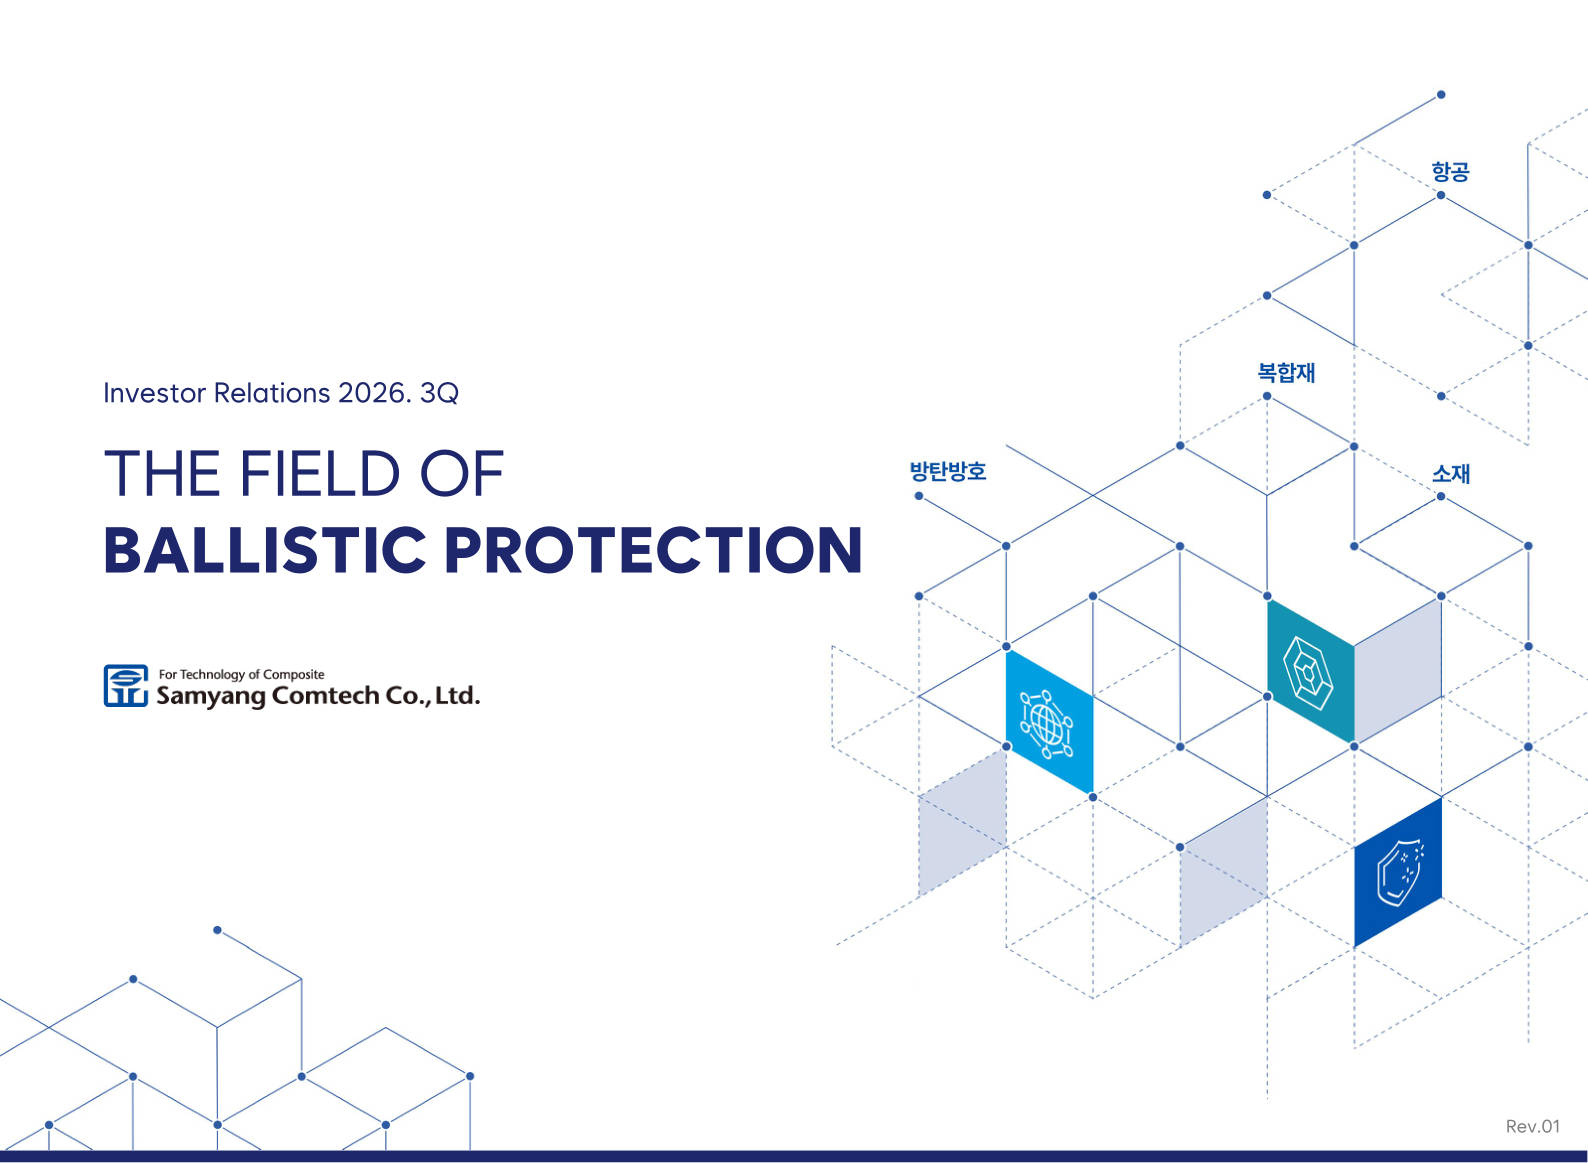 Investor Relations 2026. 3Q
THE FIELD OF
BALLISTIC PROTECTION
For Technology of Composite
Samyang Comtech Co., Ltd.
항공
복합재
방탄방호
소재
Rev.01